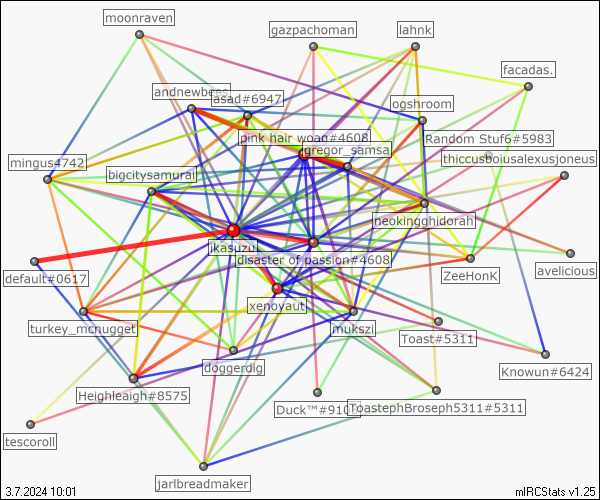 moonraven
gazpachoman
lahnk
facadas.
andnewbees
asad#6947
ogshroom
pink hair woag#4608
Random Stuf6#5983
gregor_samsa
mingus4742
bigcitysamurai
thiccusboiusalexusjoneus
neokingghidorah
ikasuzu
disaster of passion#4608
default#0617
ZeeHonK
avelicious
xenoyaut
turkey_mcnugget
mukszi
Toast#5311
doggerdig
Knowun#6424
Heighleaigh#8575
Duck™#910
ToastephBroseph5311#5311
tescoroll
jarlbreadmaker
3.7.2024 10:01
mIRCStats v1.25